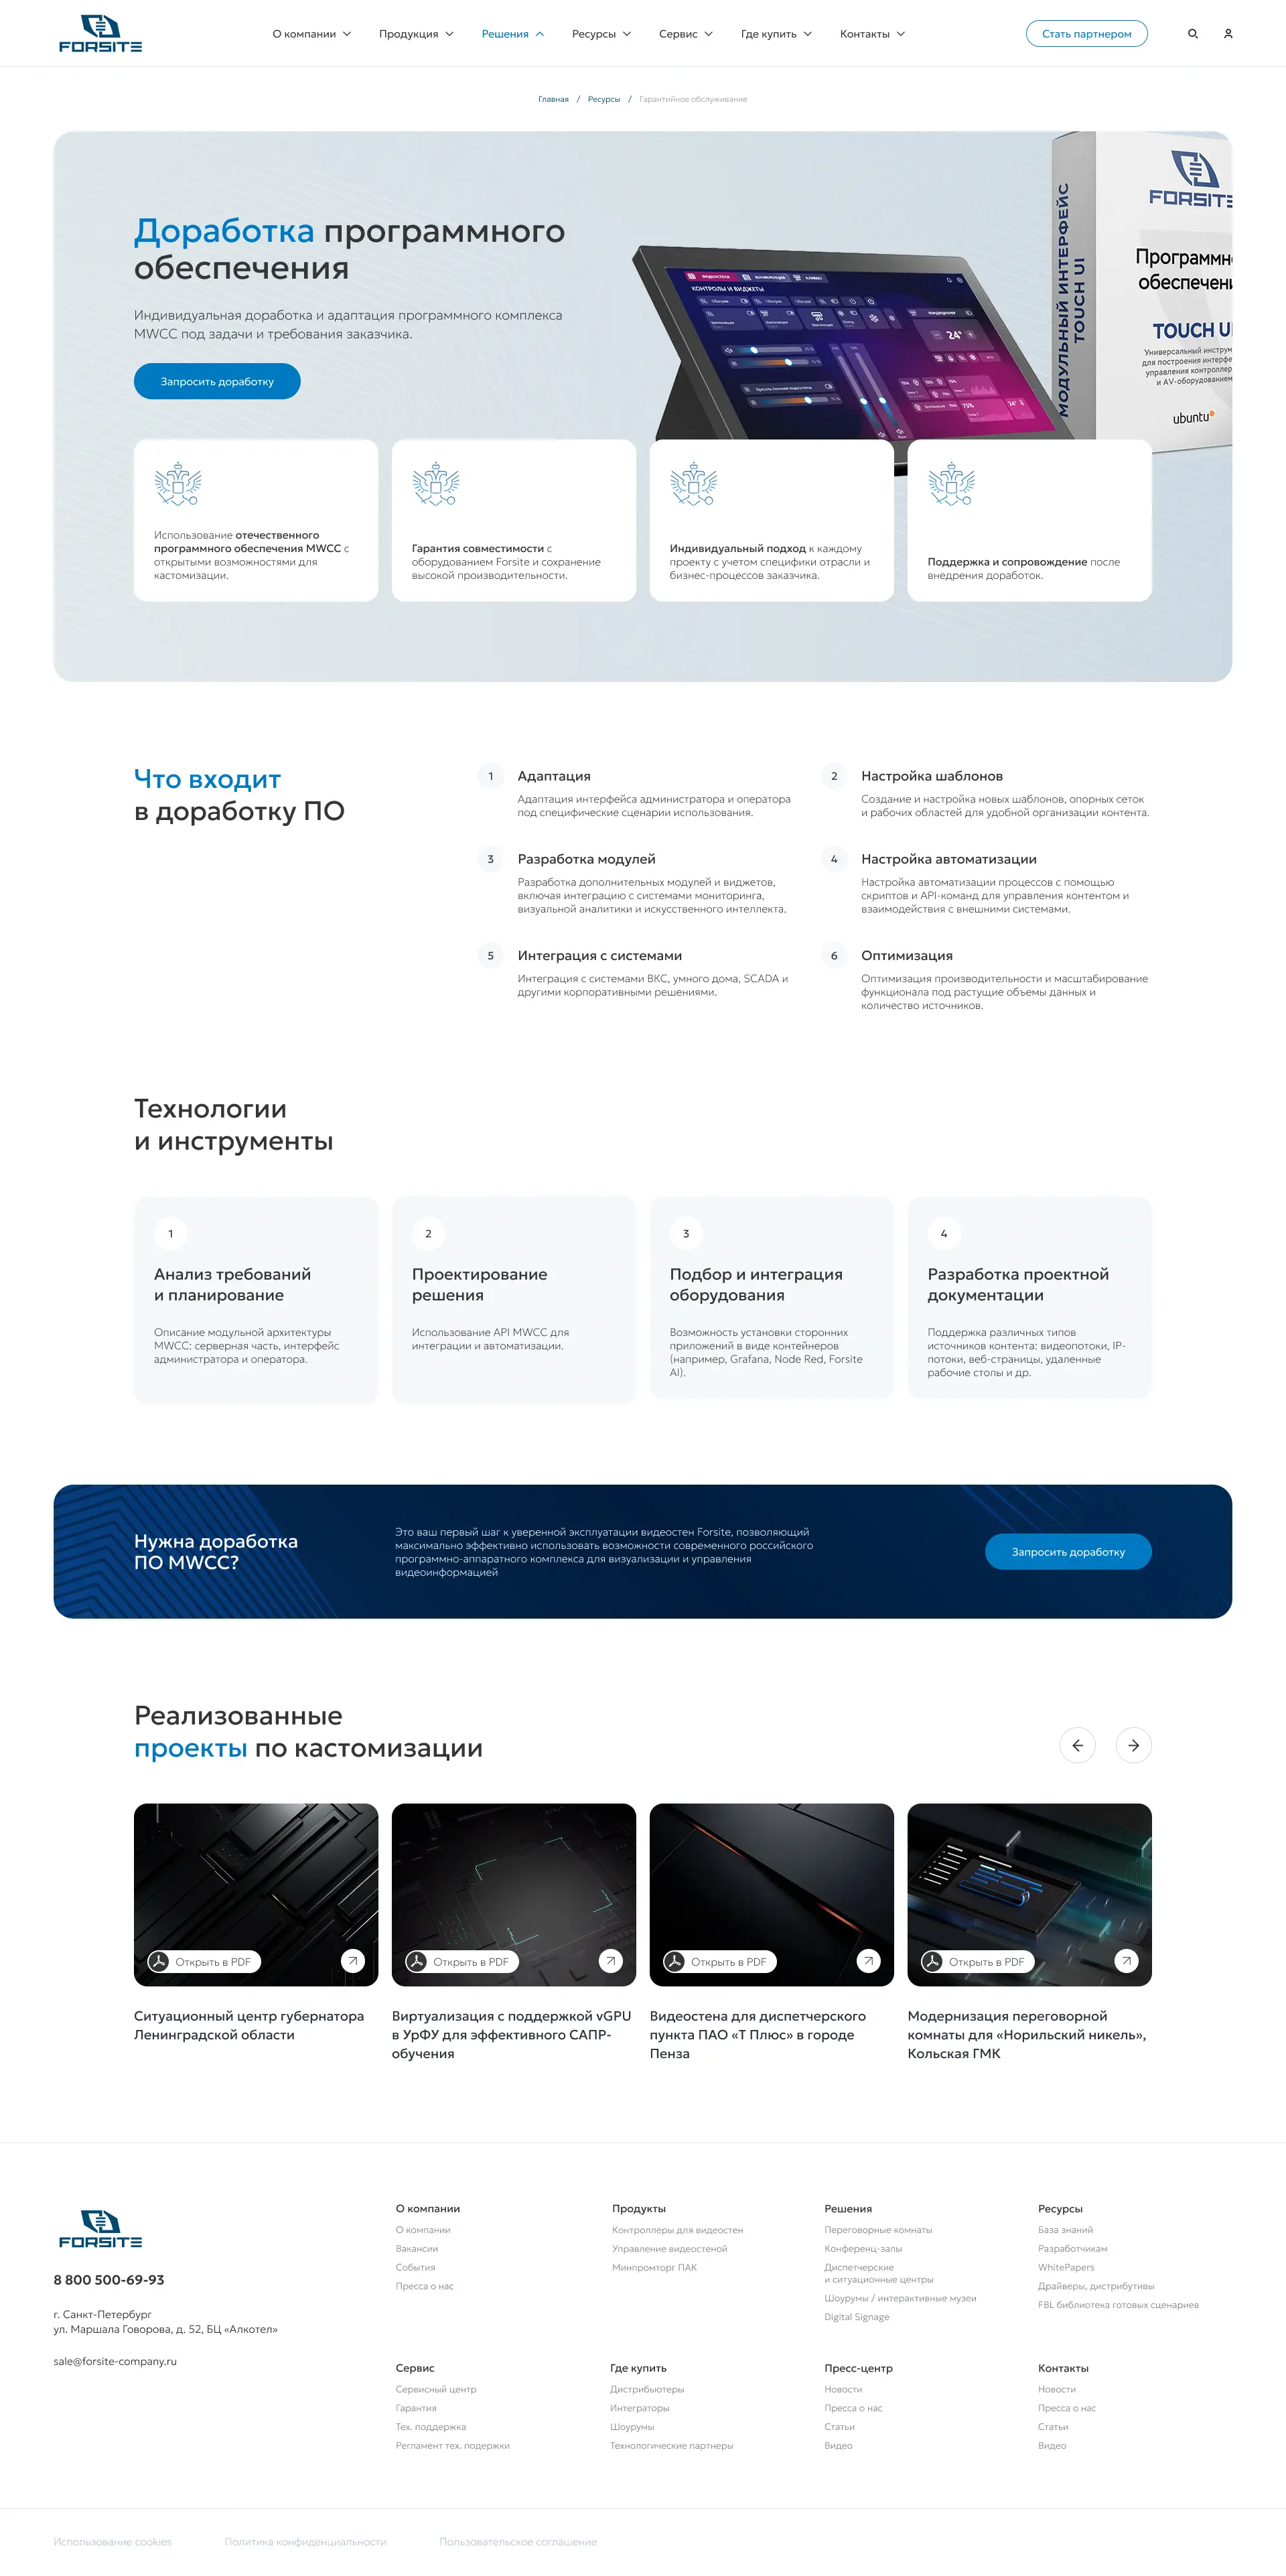 FORSITE
О компании
Продукция
Решения
Ресурсы
Сервис
Где купить
Контакты
Стать партнером
Главная / Ресурсы / Гарантийное обслуживание
Доработка программного
обеспечения
Индивидуальная доработка и адаптация программного комплекса
MWCC под задачи и требования заказчика.
Запросить доработку
ВИДЕОСТЕНА
КОНФЕРЕНЦИЯ
КЛИМАТ
КОНТРОЛЫ И ВИДЖЕТЫ
24°
МОДУЛЬНЫЙ ИНТЕРФЕЙС
TOUCH UI
FORSITE
Программн
обеспечени
TOUCH U
Универсальный инструм
для построения интерфе
управления контроллер
и AV-оборудованием
ubuntu
Использование отечественного
программного обеспечения MWCC с
открытыми возможностями для
кастомизации.
Гарантия совместимости с
оборудованием Forsite и сохранение
высокой производительности.
Индивидуальный подход к каждому
проекту с учетом специфики отрасли и
бизнес-процессов заказчика.
Поддержка и сопровождение после
внедрения доработок.
Что входит
в доработку ПО
1
Адаптация
Адаптация интерфейса администратора и оператора
под специфические сценарии использования.
2
Настройка шаблонов
Создание и настройка новых шаблонов, опорных сеток
и рабочих областей для удобной организации контента.
3
Разработка модулей
Разработка дополнительных модулей и виджетов,
включая интеграцию с системами мониторинга,
визуальной аналитики и искусственного интеллекта.
4
Настройка автоматизации
Настройка автоматизации процессов с помощью
скриптов и API-команд для управления контентом и
взаимодействия с внешними системами.
5
Интеграция с системами
Интеграция с системами ВКС, умного дома, SCADA и
другими корпоративными решениями.
6
Оптимизация
Оптимизация производительности и масштабирование
функционала под растущие объемы данных и
количество источников.
Технологии
и инструменты
1
Анализ требований
и планирование
Описание модульной архитектуры
MWCC: серверная часть, интерфейс
администратора и оператора.
2
Проектирование
решения
Использование API MWCC для
интеграции и автоматизации.
3
Подбор и интеграция
оборудования
Возможность установки сторонних
приложений в виде контейнеров
(например, Grafana, Node Red, Forsite
AI).
4
Разработка проектной
документации
Поддержка различных типов
источников контента: видеопотоки, IP-
потоки, веб-страницы, удаленные
рабочие столы и др.
Нужна доработка
ПО MWCC?
Это ваш первый шаг к уверенной эксплуатации видеостен Forsite, позволяющий
максимально эффективно использовать возможности современного российского
программно-аппаратного комплекса для визуализации и управления
видеоинформацией
Запросить доработку
Реализованные
проекты по кастомизации
Открыть в PDF
Открыть в PDF
Открыть в PDF
Открыть в PDF
Ситуационный центр губернатора
Ленинградской области
Виртуализация с поддержкой vGPU
в УрФУ для эффективного САПР-
обучения
Видеостена для диспетчерского
пункта ПАО «Т Плюс» в городе
Пенза
Модернизация переговорной
комнаты для «Норильский никель»,
Кольская ГМК
FORSITE
8 800 500-69-93
г. Санкт-Петербург
ул. Маршала Говорова, д. 52, БЦ «Алкотел»
sale@forsite-company.ru
О компании
О компании
Вакансии
События
Пресса о нас
Продукты
Контроллеры для видеостен
Управление видеостеной
Минпромторг ПАК
Решения
Переговорные комнаты
Конференц-залы
Диспетчерские
и ситуационные центры
Шоурумы / интерактивные музеи
Digital Signage
Ресурсы
База знаний
Разработчикам
WhitePapers
Драйверы, дистрибутивы
FBL библиотека готовых сценариев
Сервис
Сервисный центр
Гарантия
Тех. поддержка
Регламент тех. подержки
Где купить
Дистрибьютеры
Интеграторы
Шоурумы
Технологические партнеры
Пресс-центр
Новости
Пресса о нас
Статьи
Видео
Контакты
Новости
Пресса о нас
Статьи
Видео
Использование cookies
Политика конфиденциальности
Пользовательское соглашение